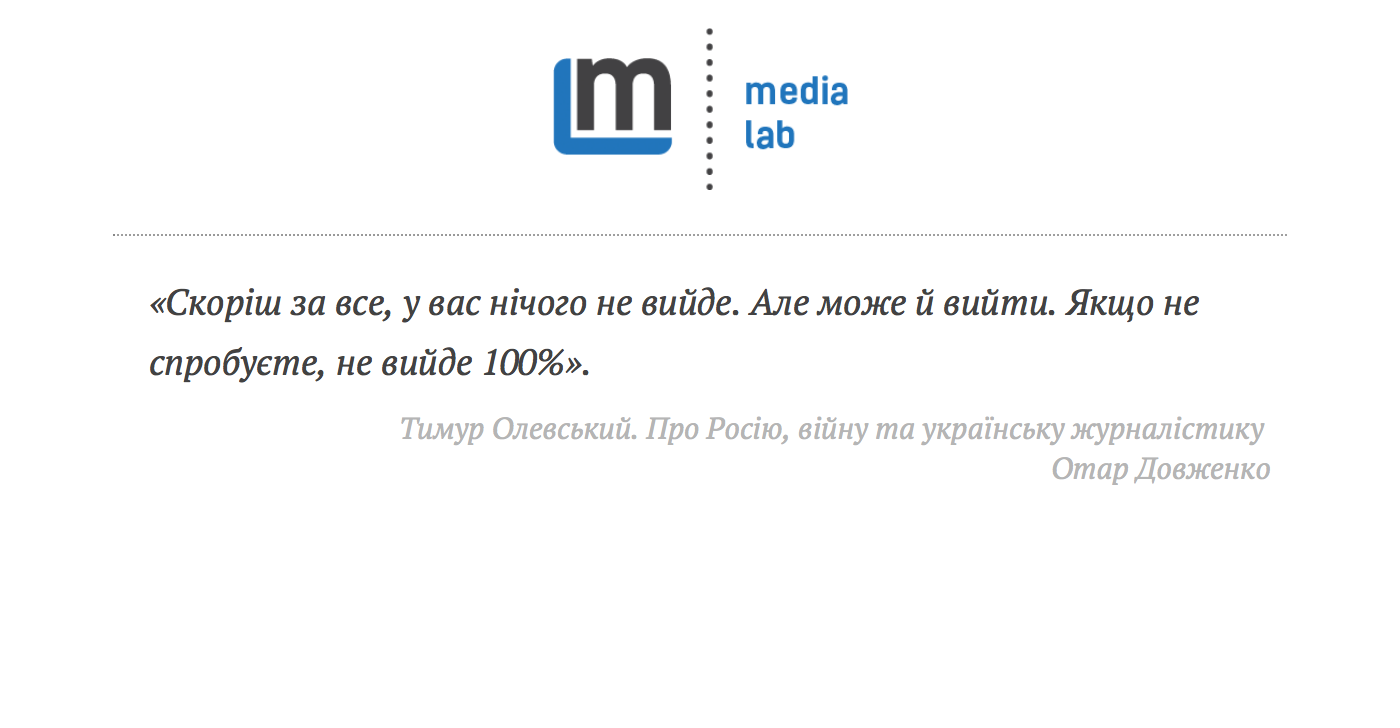 m
media
lab
«Скоріш за все, у вас нічого не вийде. Але може й вийти. Якщо не
спробуєте, не вийде 100%».
Тимур Олевський. Про Росію, війну та українську журналістику
Отар Довженко